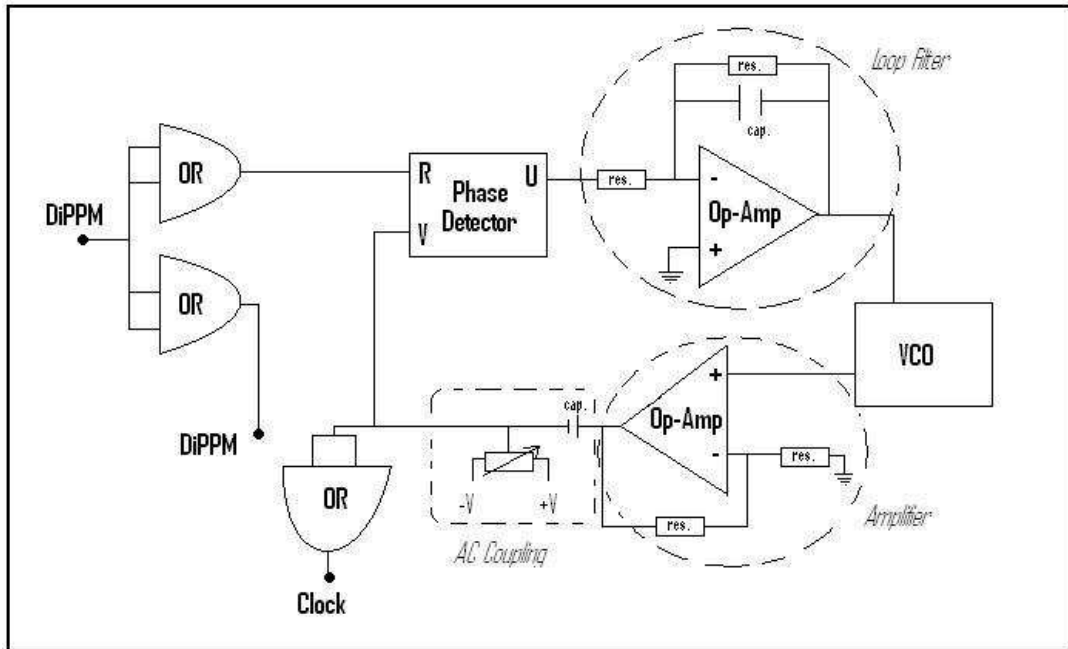 Loop Filter
res.
cap.
OR
R
U
Phase
Detector
V
res.
-
Op-Amp
+
DiPPM
OR
VCO
cap.
+
Op-Amp
-
res.
DiPPM
OR
-V
+V
res.
AC Coupling
Amplifier
Clock